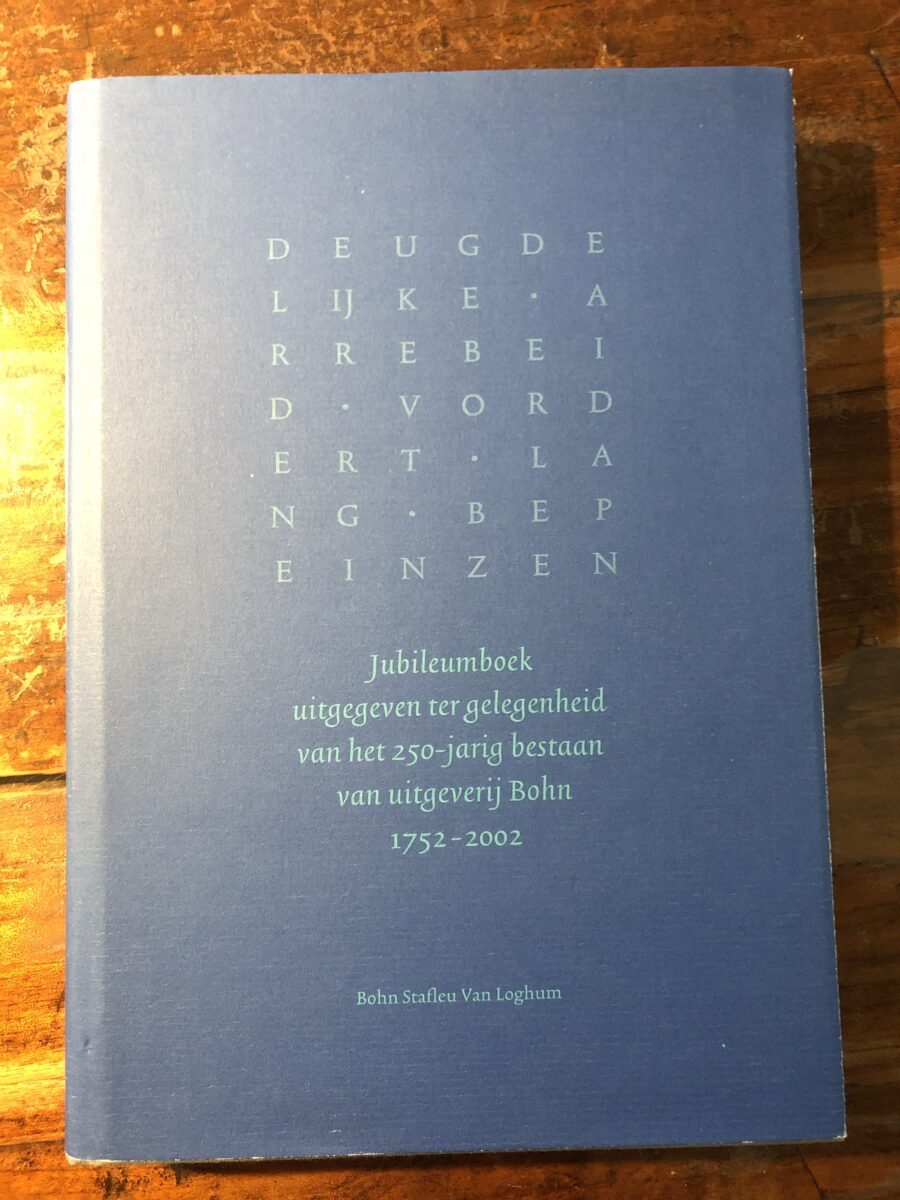 D E U G D E
L IJ K E · A
R R E B E I
D · V O R D
E R T · L A
N G · B E P
E I N Z E N
Jubileumboek
uitgegeven ter gelegenheid
van het 250-jarig bestaan
van uitgeverij Bohn
1752–2002
Bohn Stafleu Van Loghum